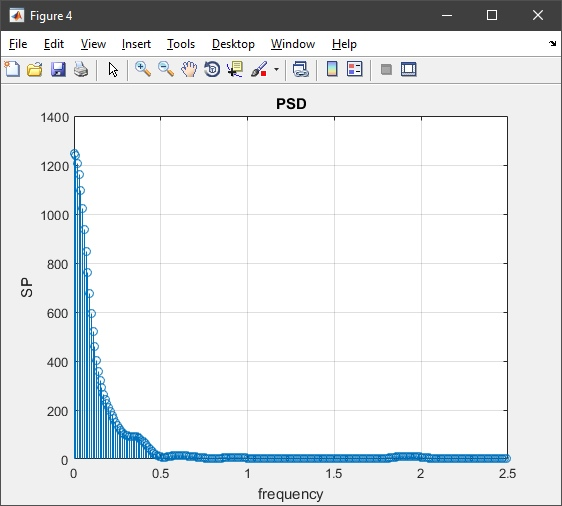 Figure 4
File Edit View Insert Tools Desktop Window Help
PSD
1400
1200
1000
800
600
400
200
0
SP
0 0.5 1 1.5 2 2.5
frequency